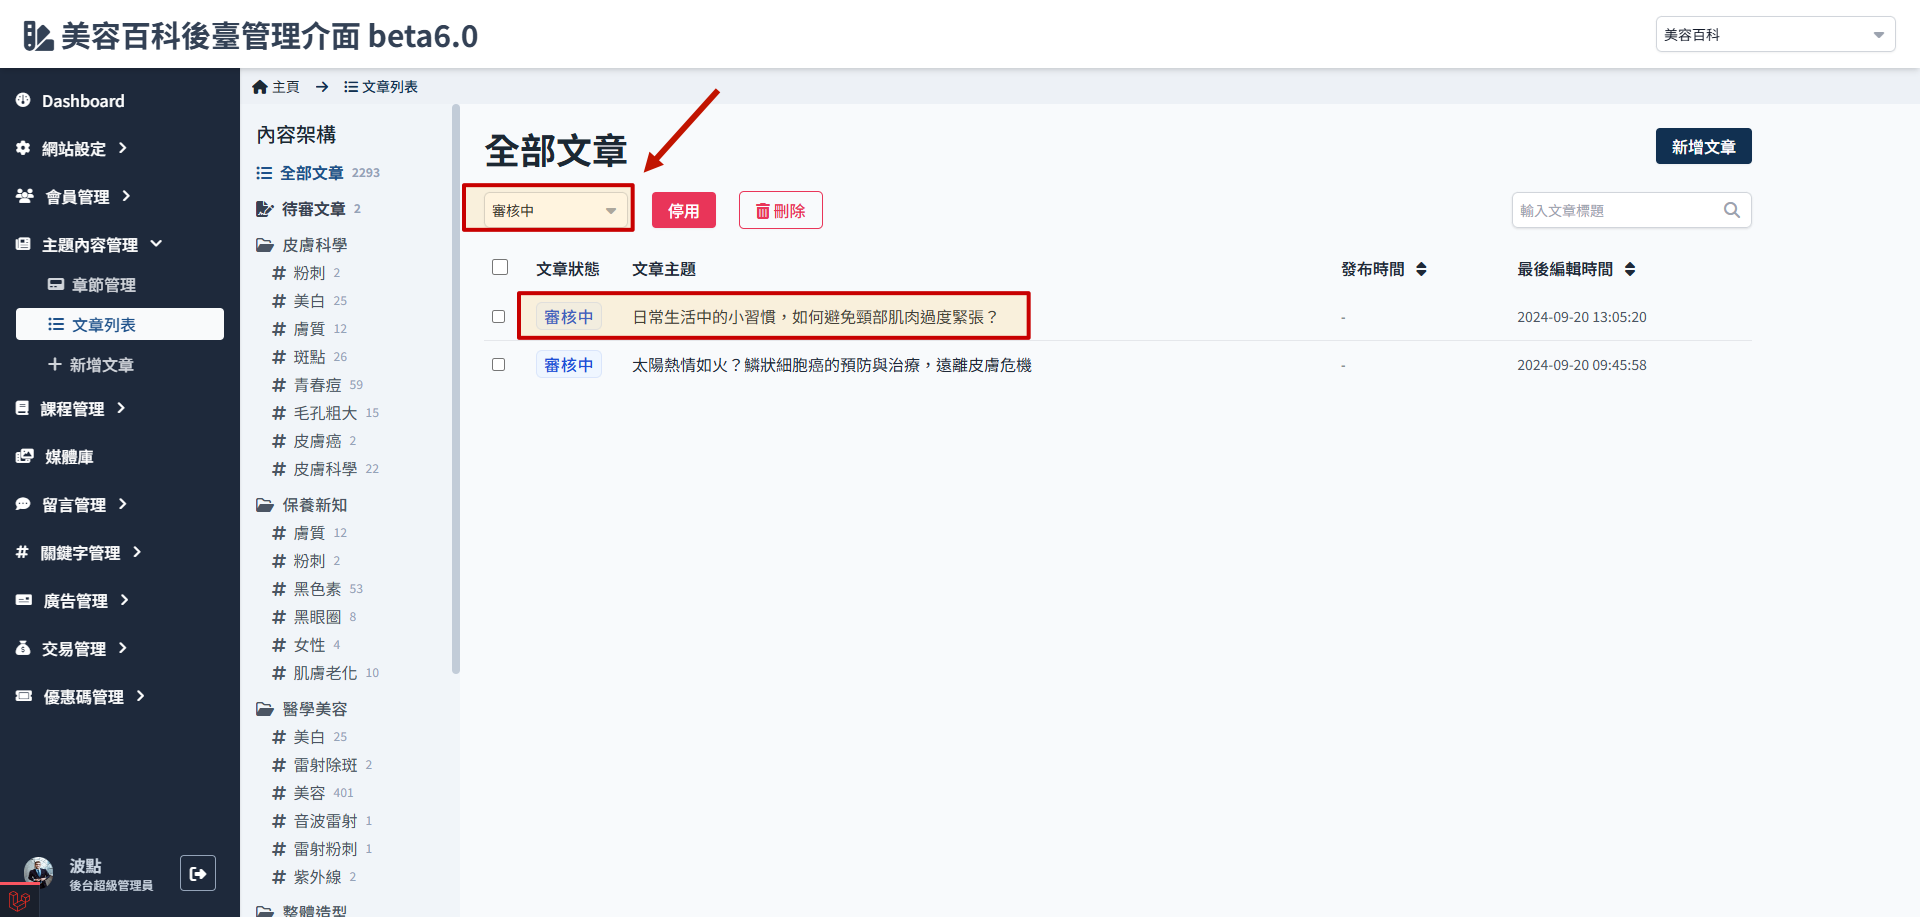 美容百科後臺管理介面 beta6.0
美容百科
Dashboard
網站設定
會員管理
主題內容管理
章節管理
文章列表
新增文章
課程管理
媒體庫
留言管理
關鍵字管理
廣告管理
交易管理
優惠碼管理
波點
後台超級管理員
主頁 → 文章列表
內容架構
全部文章 2293
待審文章 2
皮膚科學
# 粉刺 2
# 美白 25
# 膚質 12
# 斑點 26
# 青春痘 59
# 毛孔粗大 15
# 皮膚癌 2
# 皮膚科學 22
保養新知
# 膚質 12
# 粉刺 2
# 黑色素 53
# 黑眼圈 8
# 女性 4
# 肌膚老化 10
醫學美容
# 美白 25
# 雷射除斑 2
# 美容 401
# 音波雷射 1
# 雷射粉刺 1
# 紫外線 2
整體造型
全部文章
新增文章
審核中
停用
刪除
輸入文章標題
文章狀態 文章主題 發布時間 最後編輯時間
審核中 日常生活中的小習慣，如何避免頸部肌肉過度緊張？ - 2024-09-20 13:05:20
審核中 太陽熱情如火？鱗狀細胞癌的預防與治療，遠離皮膚危機 - 2024-09-20 09:45:58